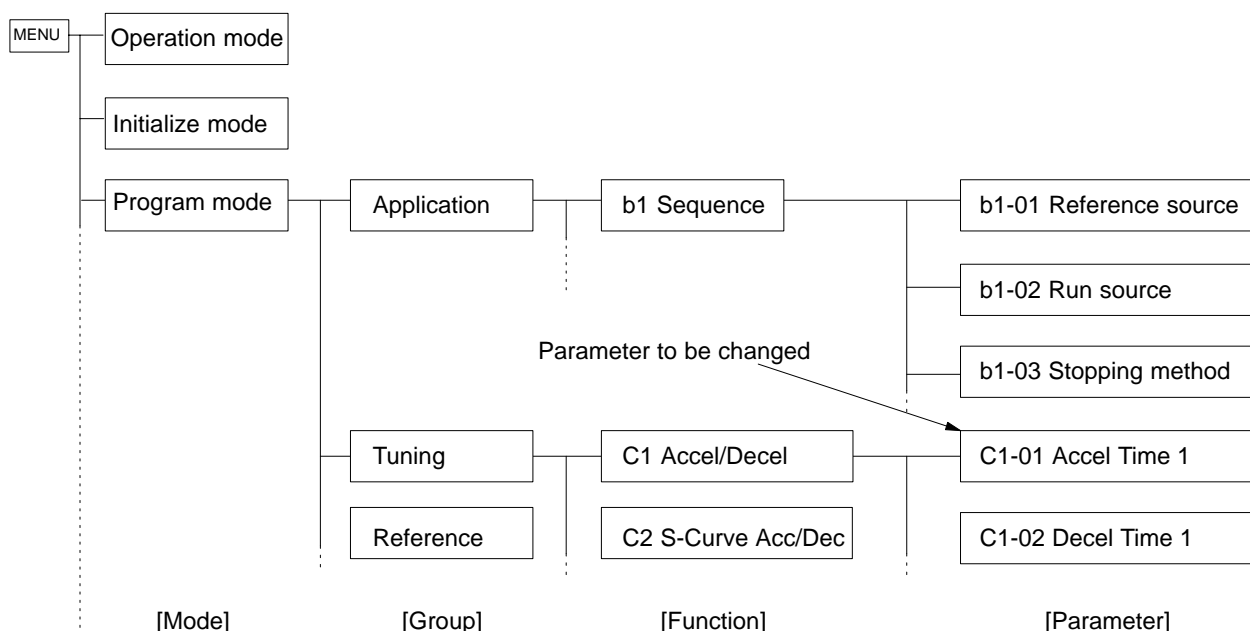 MENU
Operation mode
Initialize mode
Program mode
Application
b1 Sequence
b1-01 Reference source
b1-02 Run source
Parameter to be changed
b1-03 Stopping method
Tuning
C1 Accel/Decel
C1-01 Accel Time 1
Reference
C2 S-Curve Acc/Dec
C1-02 Decel Time 1
[Mode]
[Group]
[Function]
[Parameter]